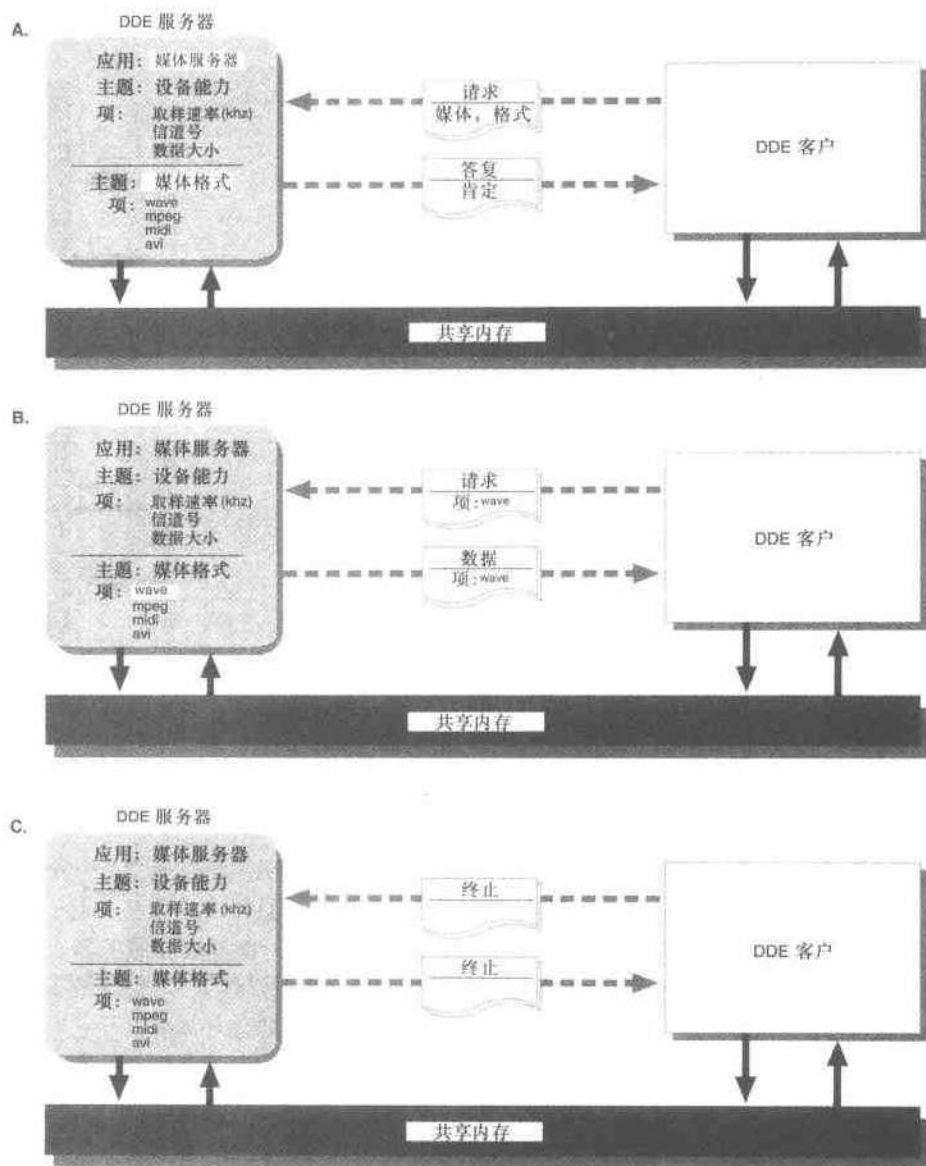 A.
DDE 服务器
应用: 媒体服务器
主题: 设备能力
项: 取样速率(khz)
信道号
数据大小
主题: 媒体格式
项: wave
mpeg
midi
avi
请求
媒体，格式
答复
肯定
DDE 客户
共享内存
B.
DDE 服务器
应用: 媒体服务器
主题: 设备能力
项: 取样速率(khz)
信道号
数据大小
主题: 媒体格式
项: wave
mpeg
midi
avi
请求
项:wave
数据
项:wave
DDE 客户
共享内存
C.
DDE 服务器
应用: 媒体服务器
主题: 设备能力
项: 取样速率(khz)
信道号
数据大小
主题: 媒体格式
项: wave
mpeg
midi
avi
终止
终止
DDE 客户
共享内存